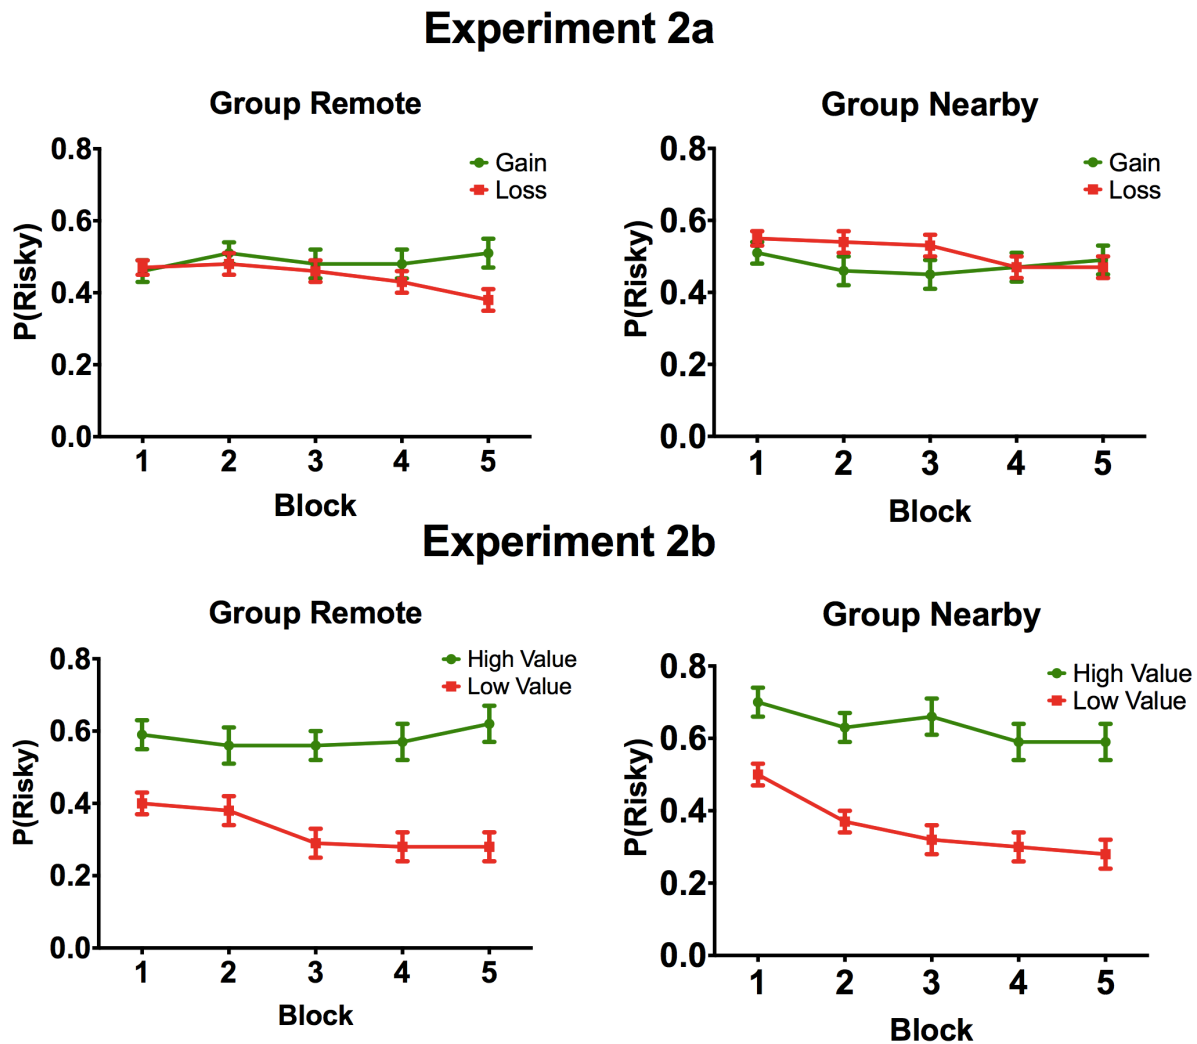 Experiment 2a
Group Remote
Gain
Loss
P(Risky)
0.8
0.6
0.4
0.2
0.0
1 2 3 4 5
Block
Group Nearby
Gain
Loss
P(Risky)
0.8
0.6
0.4
0.2
0.0
1 2 3 4 5
Block
Experiment 2b
Group Remote
High Value
Low Value
P(Risky)
0.8
0.6
0.4
0.2
0.0
1 2 3 4 5
Block
Group Nearby
High Value
Low Value
P(Risky)
0.8
0.6
0.4
0.2
0.0
1 2 3 4 5
Block